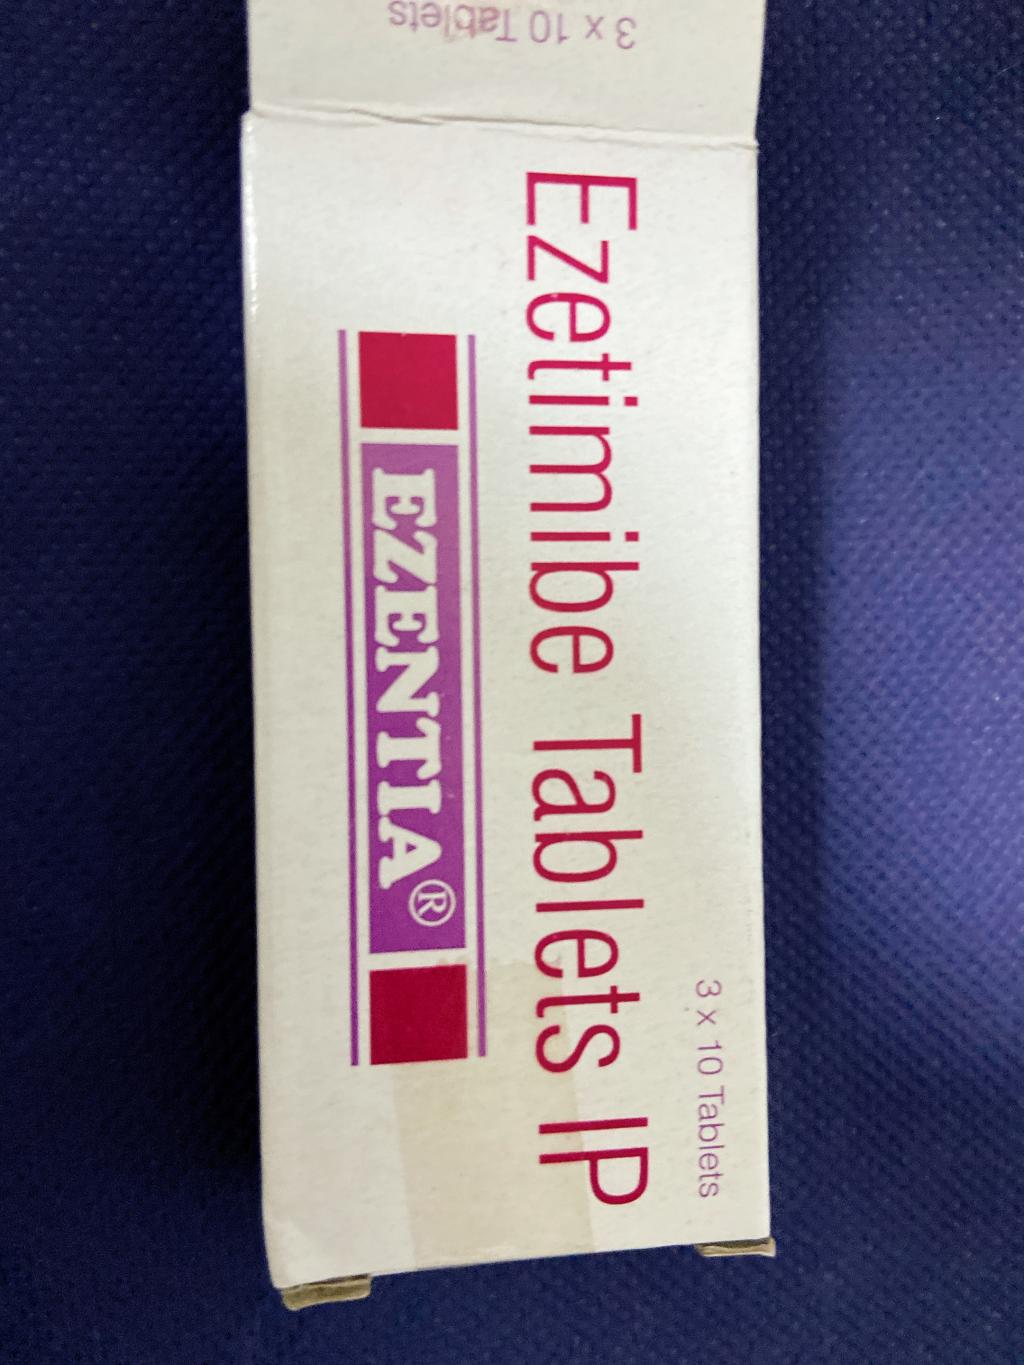 3 x 10 Tablets
Ezetimibe Tablets IP
EZENTIA®
3 x 10 Tablets